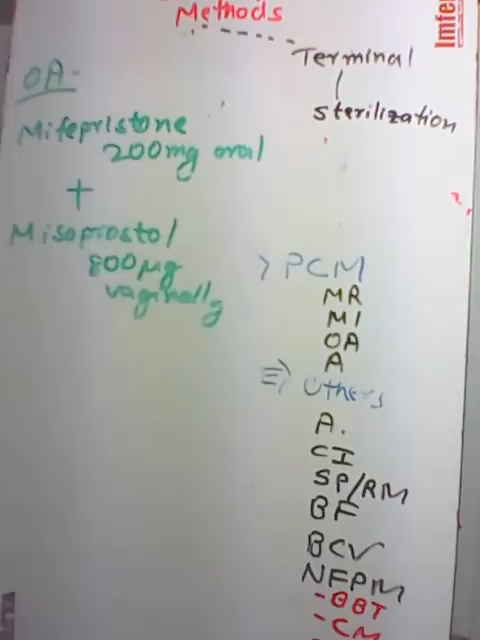 Methods
Terminal
sterilization
OA-
Mifepristone
200mg oral
+
Misoprostol
800μg
vaginally
> PCM
MR
MI
OA
A
⇒> Others
A.
CI
SP/RM
BF
BCV
NFPM
-BBT
-CM
Imfe